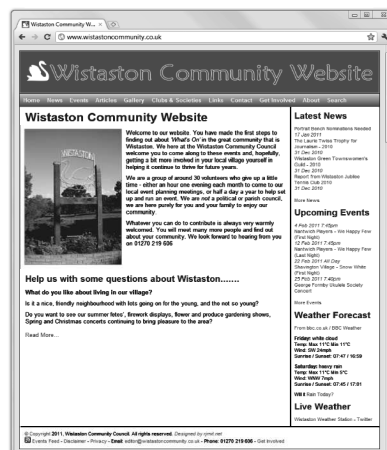 Wistaston Community W...
www.wistastoncommunity.co.uk
Wistaston Community Website
Home News Events Articles Gallery Clubs & Societies Links Contact Get Involved About Search
Wistaston Community Website
WISTASTON
Welcome to our website. You have made the first steps to
finding out about 'What's On' in the great community that is
Wistaston. We here at the Wistaston Community Council
welcome you to come along to these events and, hopefully,
getting a bit more involved in your local village yourself in
helping it continue to thrive for future years.
We are a group of around 30 volunteers who give up a little
time - either an hour one evening each month to come to our
local event planning meetings, or half a day a year to help set
up and run an event. We are not a political or parish council,
we are here purely for you and your family to enjoy our
community.
Whatever you can do to contribute is always very warmly
welcomed. You will meet many more people and find out
about your community. We look forward to hearing from you
on 01270 219 606
Help us with some questions about Wistaston.......
What do you like about living in our village?
Is it a nice, friendly neighbourhood with lots going on for the young, and the not so young?
Do you want to see our summer fetes', firework displays, flower and produce gardening shows,
Spring and Christmas concerts continuing to bring pleasure to the area?
Read More...
Latest News
Portrait Bench Nominations Needed
17 Jan 2011
The Laurie Twiss Trophy for
Journalism - 2010
31 Dec 2010
Wistaston Green Townswomen's
Guild - 2010
31 Dec 2010
Report from Wistaston Jubilee
Tennis Club 2010
31 Dec 2010
More News
Upcoming Events
4 Feb 2011 7:45pm
Nantwich Players - We Happy Few
(First Night)
12 Feb 2011 7:45pm
Nantwich Players - We Happy Few
(Last Night)
22 Feb 2011 All Day
Shavington Village - Snow White
(First Night)
25 Feb 2011 7:45pm
George Formby Ukulele Society
Concert
More Events
Weather Forecast
From bbc.co.uk / BBC Weather
Friday: white cloud
Temp: Max 11°C Min 11°C
Wind: SW 24mph
Sunrise / Sunset: 07:47 / 16:59
Saturday: heavy rain
Temp: Max 11°C Min 5°C
Wind: WNW 7mph
Sunrise / Sunset: 07:45 / 17:01
Will it Rain Today?
Live Weather
Wistaston Weather Station - Twitter
© Copyright 2011, Wistaston Community Council. All rights reserved. Designed by
Events Feed - Disclaimer - Privacy - Email: editor@wistastoncommunity.co.uk - Phone: 01270 219 606 - Get Involved